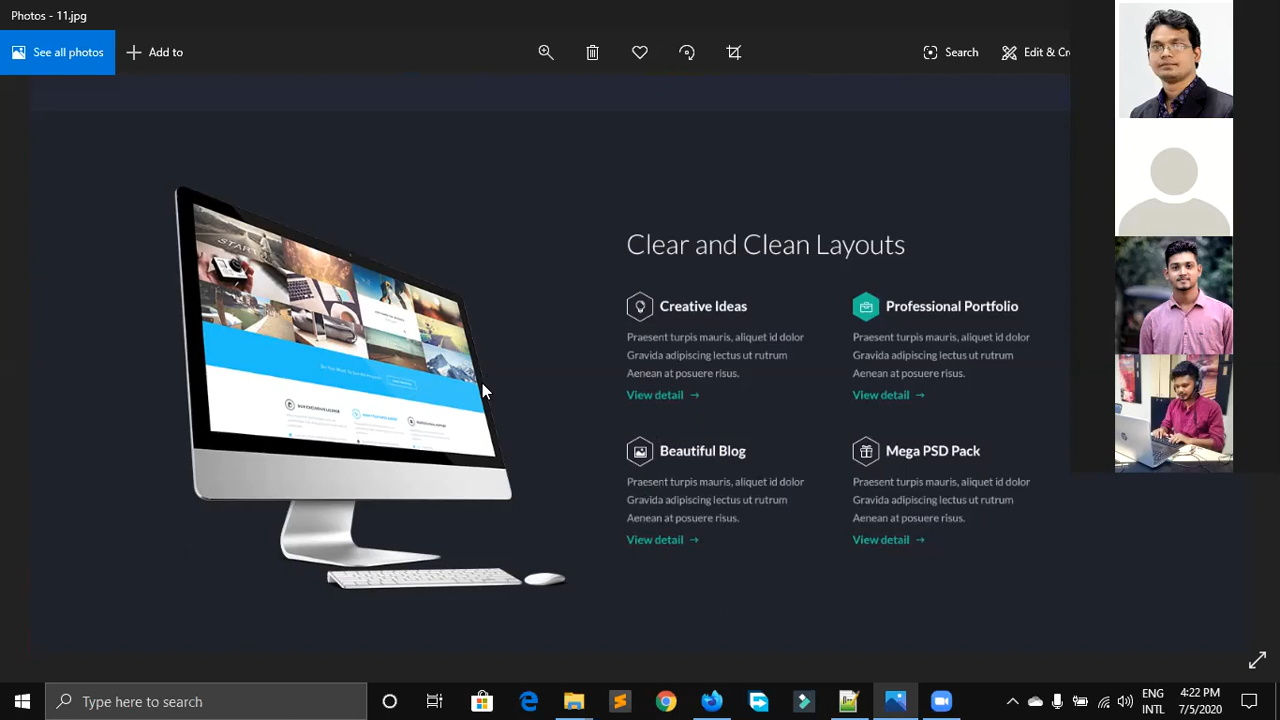 Photos - 11.jpg
See all photos
Add to
Search
Edit & Cr
START
Clear and Clean Layouts
Creative Ideas
Praesent turpis mauris, aliquet id dolor
Gravida adipiscing lectus ut rutrum
Aenean at posuere risus.
View detail →
Professional Portfolio
Praesent turpis mauris, aliquet id dolor
Gravida adipiscing lectus ut rutrum
Aenean at posuere risus.
View detail →
Beautiful Blog
Praesent turpis mauris, aliquet id dolor
Gravida adipiscing lectus ut rutrum
Aenean at posuere risus.
View detail →
Mega PSD Pack
Praesent turpis mauris, aliquet id dolor
Gravida adipiscing lectus ut rutrum
Aenean at posuere risus.
View detail →
Type here to search
ENG
INTL
4:22 PM
7/5/2020